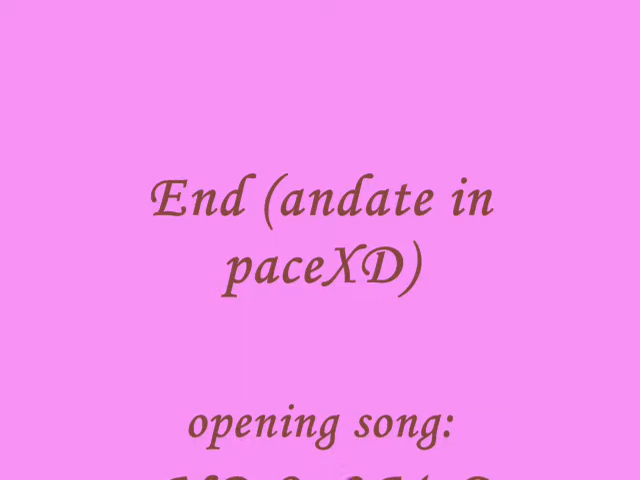 End (andate in
paceXD)
opening song: